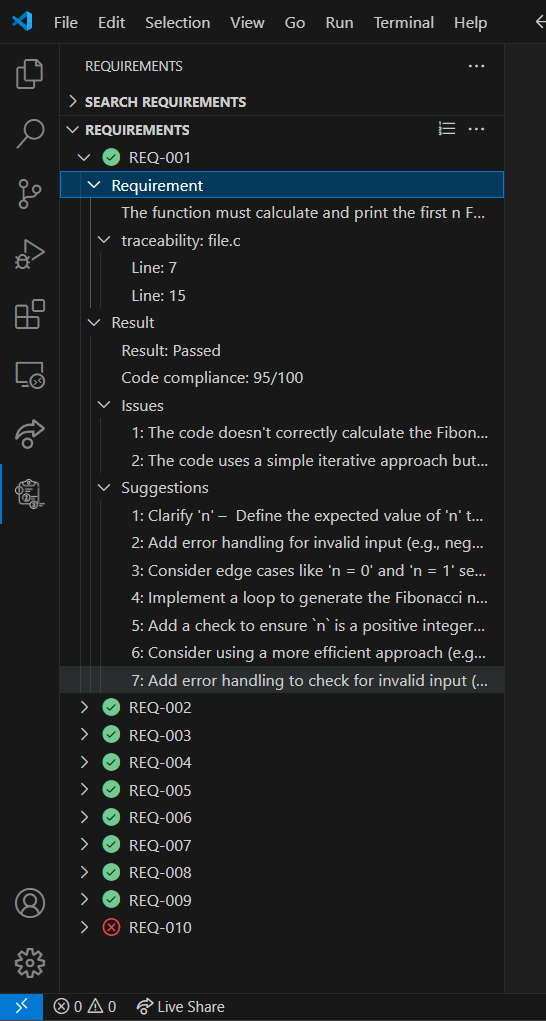 File Edit Selection View Go Run Terminal Help
REQUIREMENTS
SEARCH REQUIREMENTS
REQUIREMENTS
REQ-001
Requirement
The function must calculate and print the first n F...
traceability: file.c
Line: 7
Line: 15
Result
Result: Passed
Code compliance: 95/100
Issues
1: The code doesn't correctly calculate the Fibon...
2: The code uses a simple iterative approach but...
Suggestions
1: Clarify 'n' – Define the expected value of 'n' t...
2: Add error handling for invalid input (e.g., neg...
3: Consider edge cases like 'n = 0' and 'n = 1' se...
4: Implement a loop to generate the Fibonacci n...
5: Add a check to ensure `n` is a positive integer...
6: Consider using a more efficient approach (e.g...
7: Add error handling to check for invalid input (...
REQ-002
REQ-003
REQ-004
REQ-005
REQ-006
REQ-007
REQ-008
REQ-009
REQ-010
0 0 Live Share